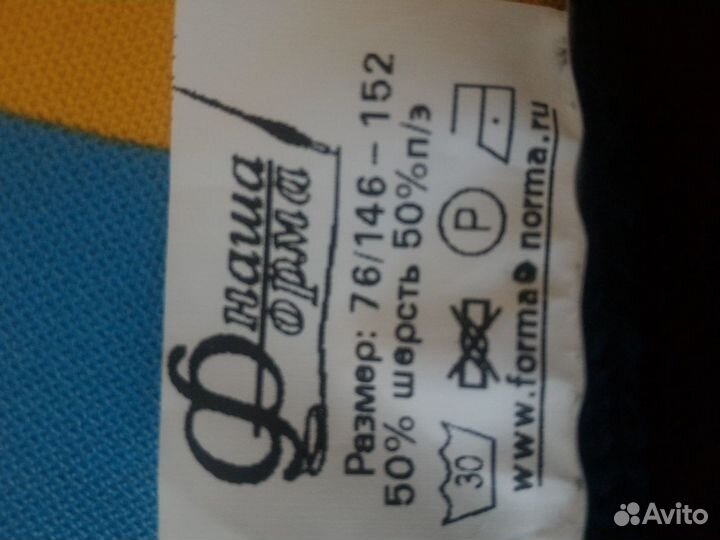 наша
Форма
Размер: 76/146-152
50% шерсть 50%п/э
30 P
www.forma norma.ru
Avito